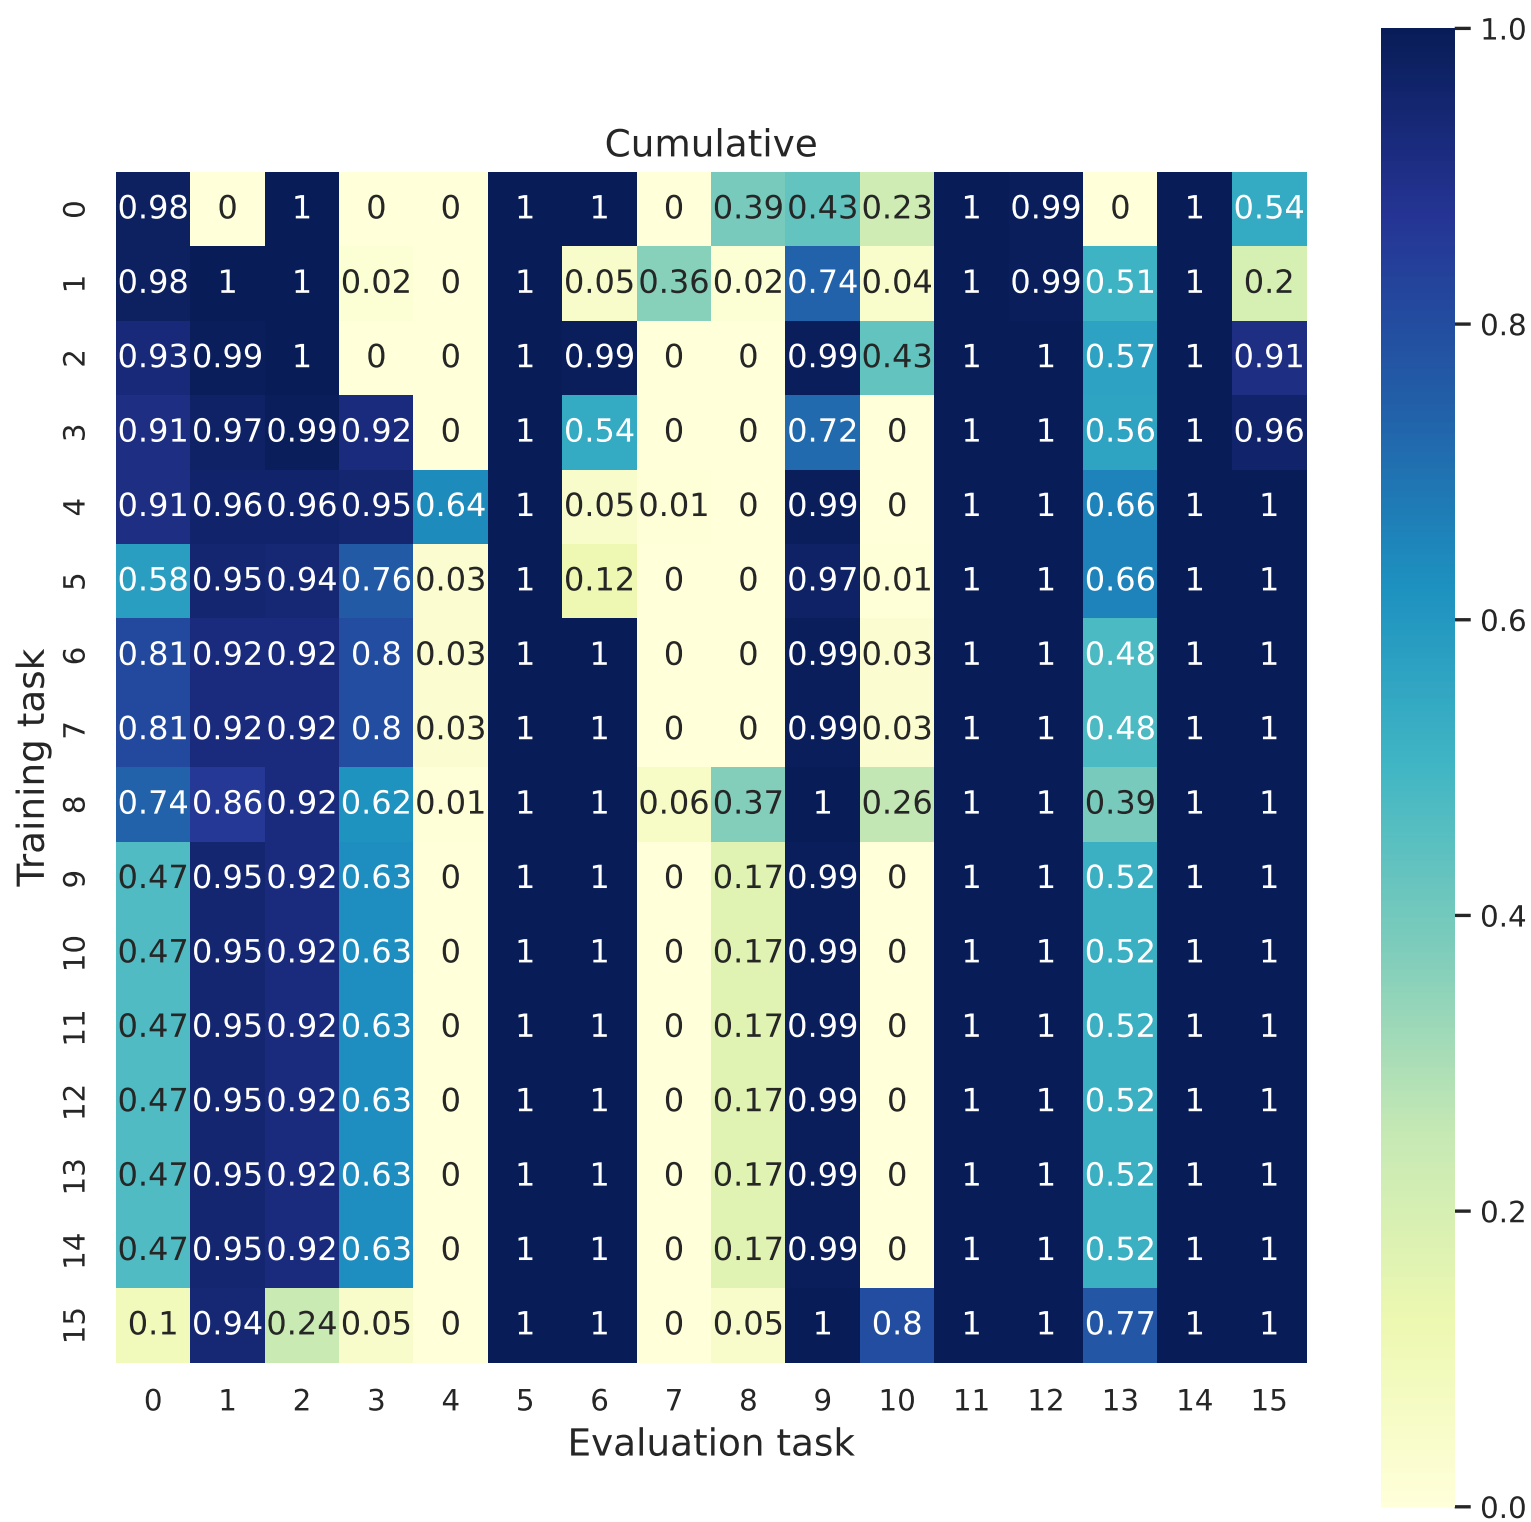 Cumulative
0 0.98 0 1 0 0 1 1 0 0.39 0.43 0.23 1 0.99 0 1 0.54
1 0.98 1 1 0.02 0 1 0.05 0.36 0.02 0.74 0.04 1 0.99 0.51 1 0.2
2 0.93 0.99 1 0 0 1 0.99 0 0 0.99 0.43 1 1 0.57 1 0.91
3 0.91 0.97 0.99 0.92 0 1 0.54 0 0 0.72 0 1 1 0.56 1 0.96
4 0.91 0.96 0.96 0.95 0.64 1 0.05 0.01 0 0.99 0 1 1 0.66 1 1
5 0.58 0.95 0.94 0.76 0.03 1 0.12 0 0 0.97 0.01 1 1 0.66 1 1
6 0.81 0.92 0.92 0.8 0.03 1 1 0 0 0.99 0.03 1 1 0.48 1 1
7 0.81 0.92 0.92 0.8 0.03 1 1 0 0 0.99 0.03 1 1 0.48 1 1
8 0.74 0.86 0.92 0.62 0.01 1 1 0.06 0.37 1 0.26 1 1 0.39 1 1
9 0.47 0.95 0.92 0.63 0 1 1 0 0.17 0.99 0 1 1 0.52 1 1
10 0.47 0.95 0.92 0.63 0 1 1 0 0.17 0.99 0 1 1 0.52 1 1
11 0.47 0.95 0.92 0.63 0 1 1 0 0.17 0.99 0 1 1 0.52 1 1
12 0.47 0.95 0.92 0.63 0 1 1 0 0.17 0.99 0 1 1 0.52 1 1
13 0.47 0.95 0.92 0.63 0 1 1 0 0.17 0.99 0 1 1 0.52 1 1
14 0.47 0.95 0.92 0.63 0 1 1 0 0.17 0.99 0 1 1 0.52 1 1
15 0.1 0.94 0.24 0.05 0 1 1 0 0.05 1 0.8 1 1 0.77 1 1
0 1 2 3 4 5 6 7 8 9 10 11 12 13 14 15
Evaluation task
Training task
1.0
0.8
0.6
0.4
0.2
0.0